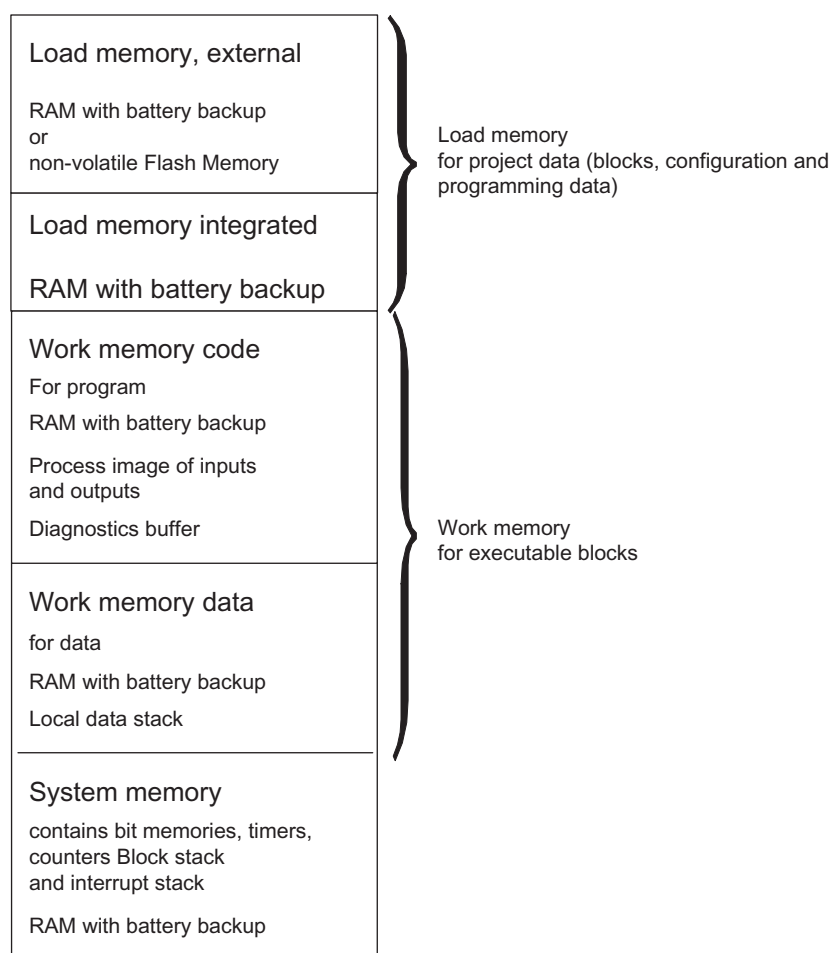 Load memory, external
RAM with battery backup
or
non-volatile Flash Memory
Load memory
for project data (blocks, configuration and
programming data)
Load memory integrated
RAM with battery backup
Work memory code
For program
RAM with battery backup
Process image of inputs
and outputs
Diagnostics buffer
Work memory
for executable blocks
Work memory data
for data
RAM with battery backup
Local data stack
System memory
contains bit memories, timers,
counters Block stack
and interrupt stack
RAM with battery backup